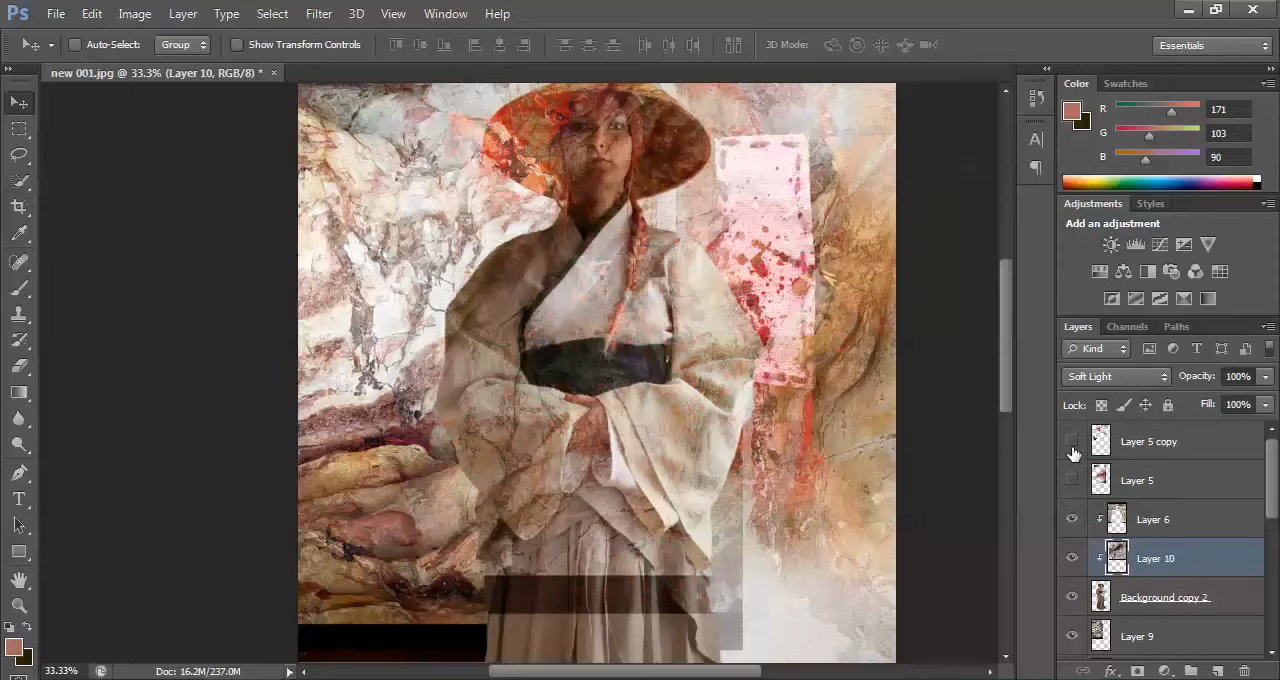 Ps File Edit Image Layer Type Select Filter 3D View Window Help
Auto-Select: Group Show Transform Controls 3D Mode: Essentials
new 001.jpg @ 33.3% (Layer 10, RGB/8) * ×
Color Swatches
R 171
G 103
B 90
Adjustments Styles
Add an adjustment
Layers Channels Paths
Kind
Soft Light Opacity: 100%
Lock: Fill: 100%
Layer 5 copy
Layer 5
Layer 6
Layer 10
Background copy 2
Layer 9
33.33% Doc: 16.2M/237.0M